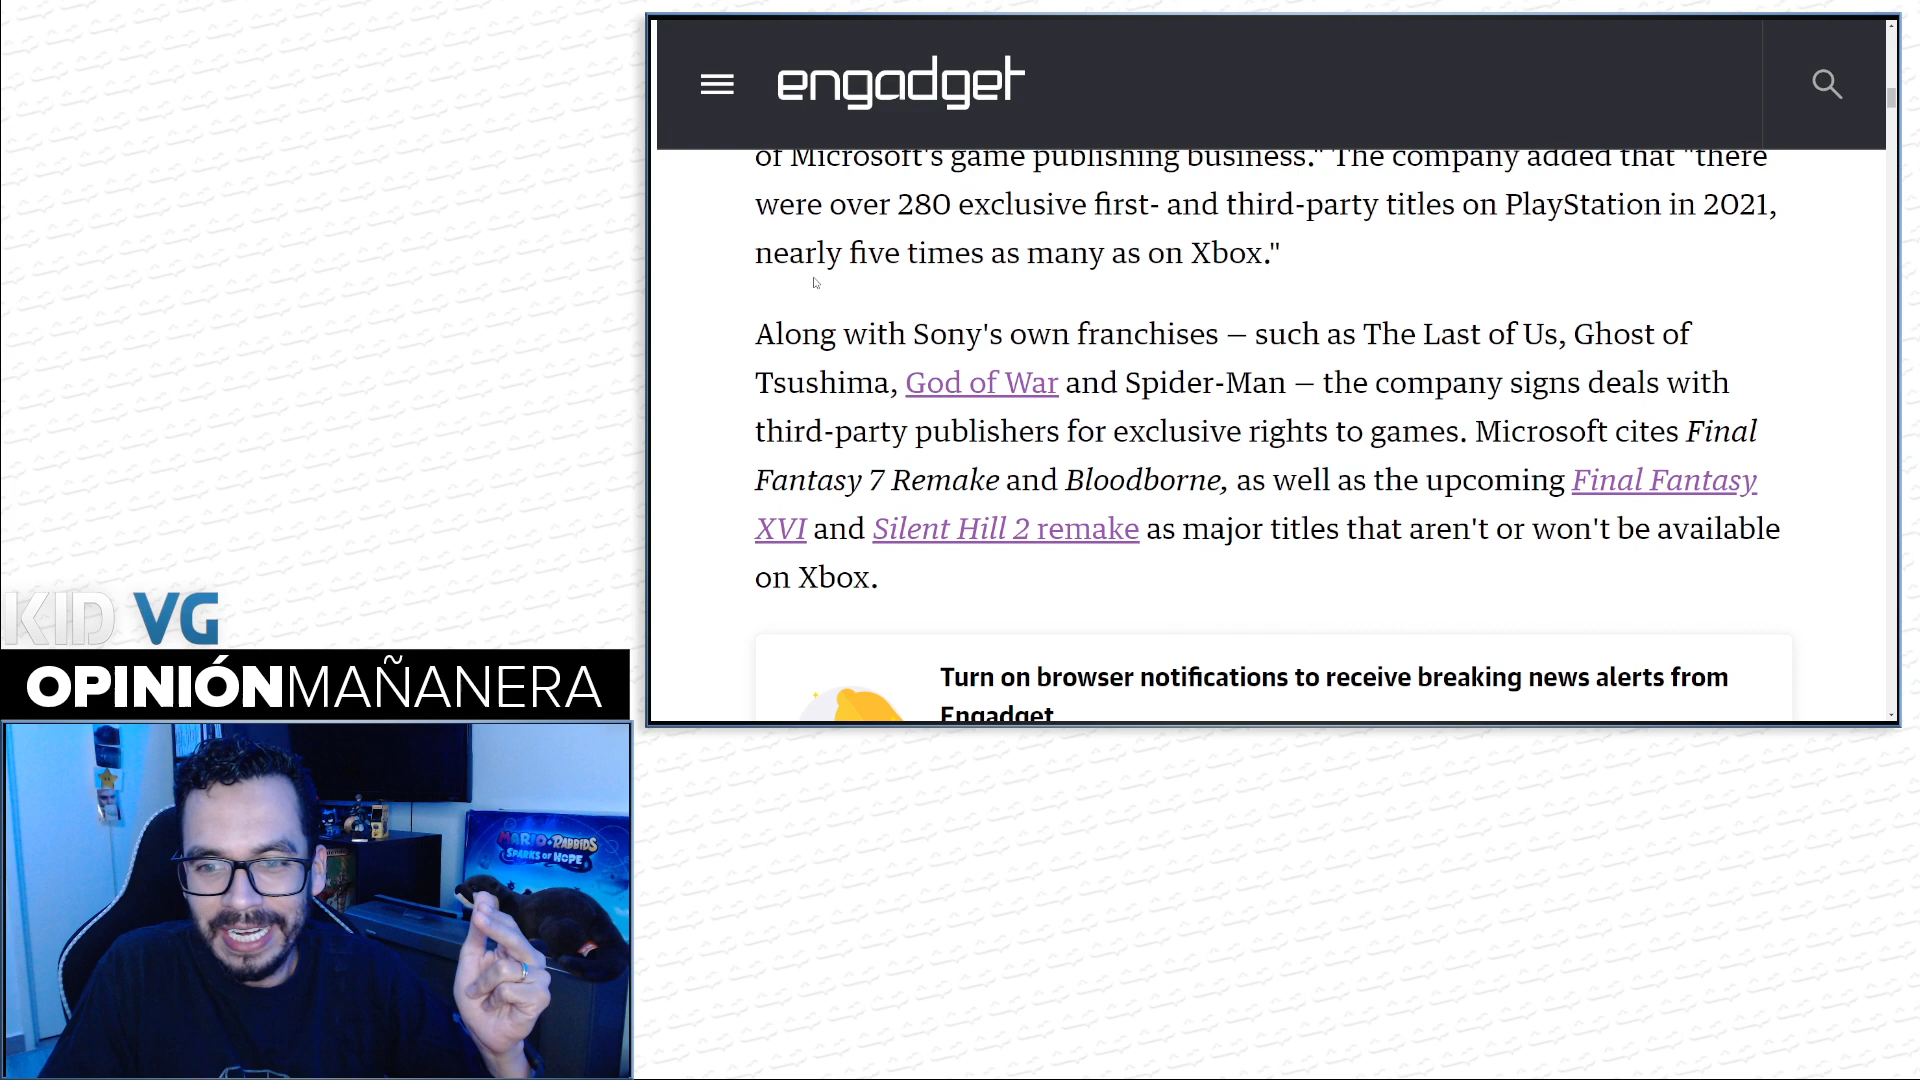 engadget
of Microsoft's game publishing business." The company added that "there
were over 280 exclusive first- and third-party titles on PlayStation in 2021,
nearly five times as many as on Xbox."
Along with Sony's own franchises — such as The Last of Us, Ghost of
Tsushima, God of War and Spider-Man — the company signs deals with
third-party publishers for exclusive rights to games. Microsoft cites Final
Fantasy 7 Remake and Bloodborne, as well as the upcoming Final Fantasy
XVI and Silent Hill 2 remake as major titles that aren't or won't be available
on Xbox.
Turn on browser notifications to receive breaking news alerts from
Engadget
KID VG
OPINIÓNMAÑANERA
MARIO+RABBIDS
SPARKS OF HOPE